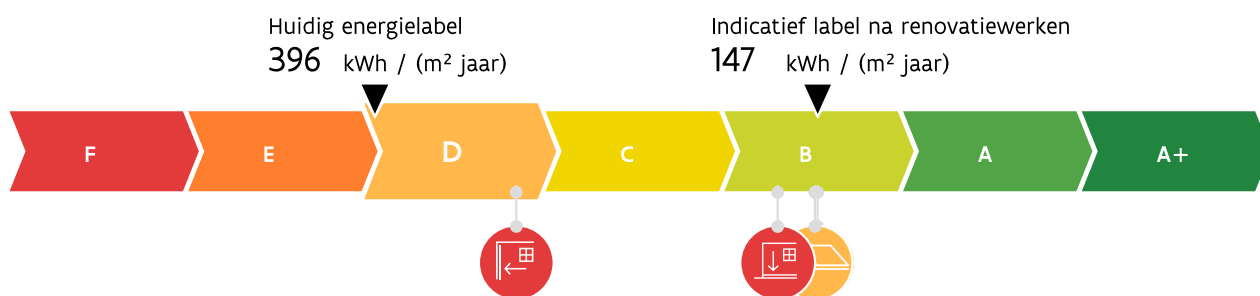 Huidig energielabel
396 kWh / (m² jaar)
Indicatief label na renovatiewerken
147 kWh / (m² jaar)
F E D C B A A+